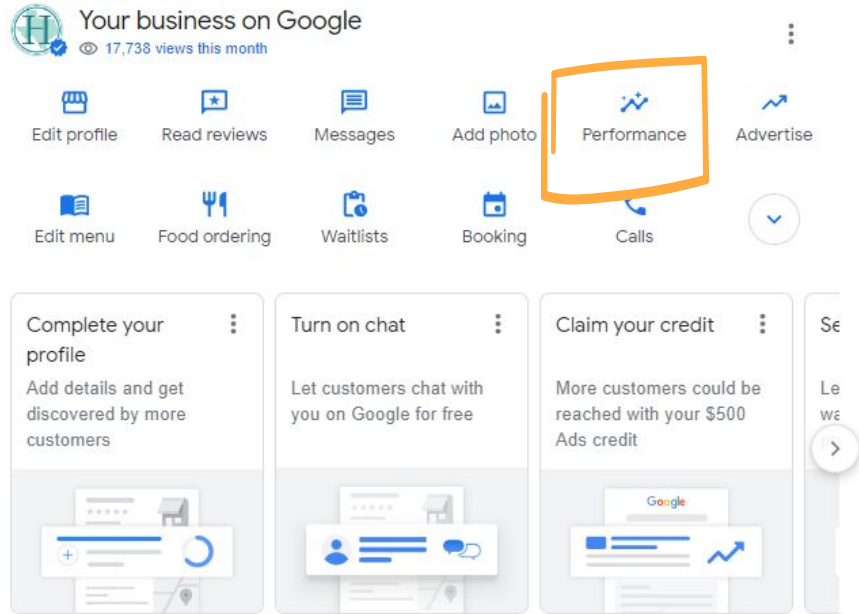 H
Your business on Google
17,738 views this month
Edit profile
Read reviews
Messages
Add photo
Performance
Advertise
Edit menu
Food ordering
Waitlists
Booking
Calls
Complete your
profile
Add details and get
discovered by more
customers
Turn on chat
Let customers chat with
you on Google for free
Claim your credit
More customers could be
reached with your $500
Ads credit
Google
Se
Le
wa